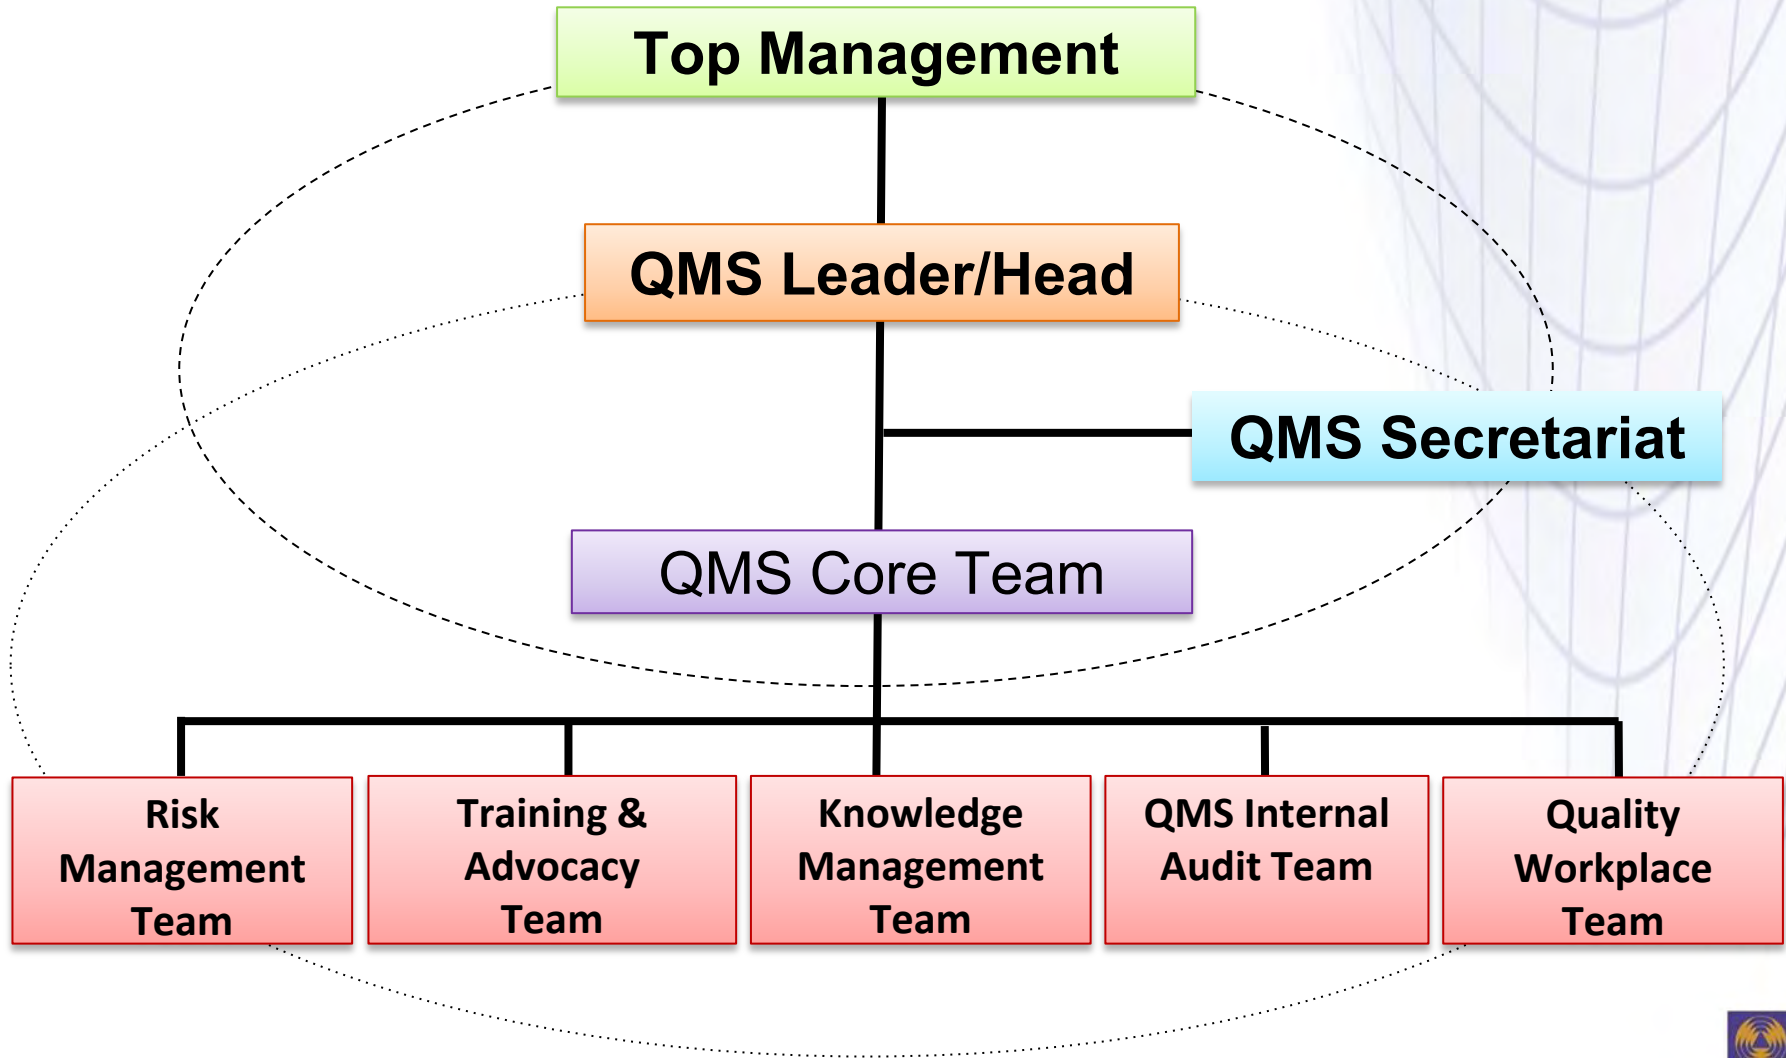 Top Management
QMS Leader/Head
QMS Secretariat
QMS Core Team
Risk
Management
Team
Training &
Advocacy
Team
Knowledge
Management
Team
QMS Internal
Audit Team
Quality
Workplace
Team